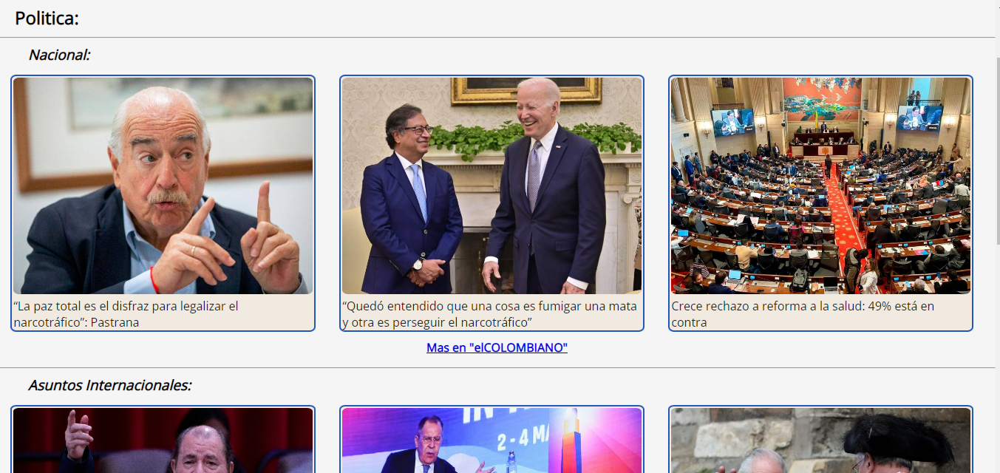 Politica:
Nacional:
“La paz total es el disfraz para legalizar el
narcotráfico”: Pastrana
“Quedó entendido que una cosa es fumigar una mata
y otra es perseguir el narcotráfico”
Crece rechazo a reforma a la salud: 49% está en
contra
Mas en "elCOLOMBIANO"
Asuntos Internacionales:
2-4